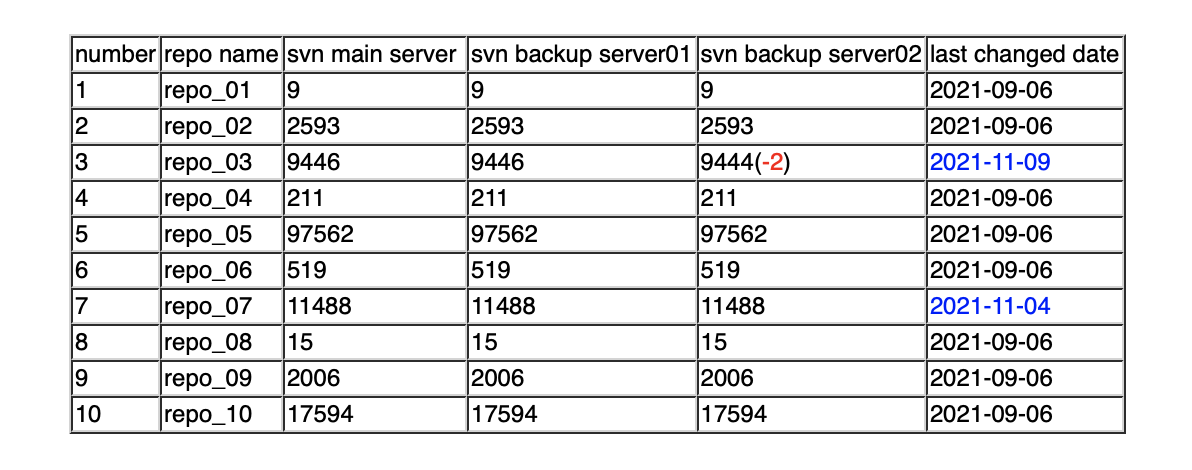 number repo name svn main server svn backup server01 svn backup server02 last changed date
1 repo_01 9 9 9 2021-09-06
2 repo_02 2593 2593 2593 2021-09-06
3 repo_03 9446 9446 9444(-2) 2021-11-09
4 repo_04 211 211 211 2021-09-06
5 repo_05 97562 97562 97562 2021-09-06
6 repo_06 519 519 519 2021-09-06
7 repo_07 11488 11488 11488 2021-11-04
8 repo_08 15 15 15 2021-09-06
9 repo_09 2006 2006 2006 2021-09-06
10 repo_10 17594 17594 17594 2021-09-06